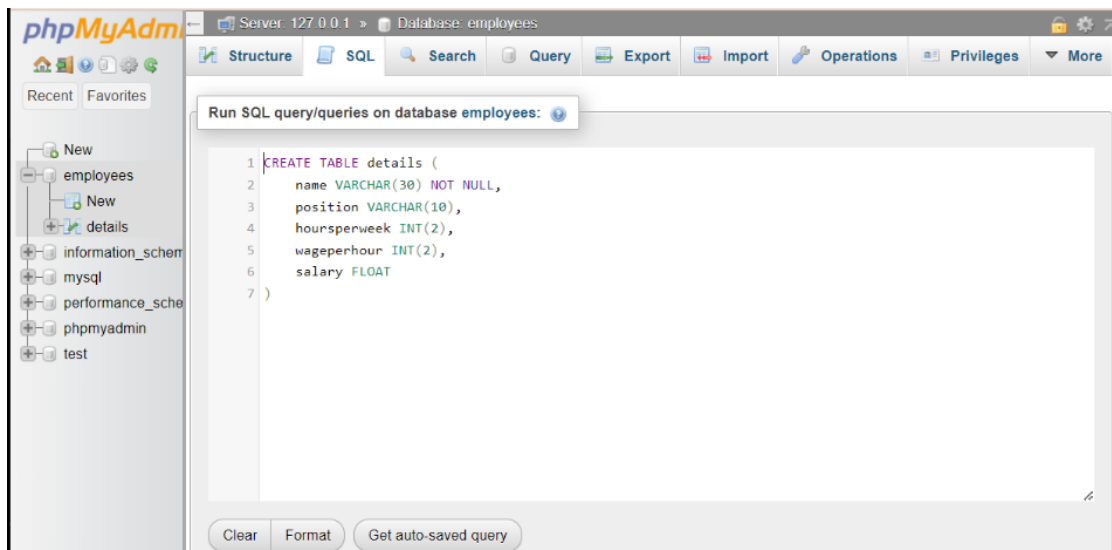 phpMyAdm
Server: 127.0.0.1 » Database: employees
Structure SQL Search Query Export Import Operations Privileges More
Recent Favorites
Run SQL query/queries on database employees:
New
employees
New
details
information_schem
mysql
performance_sche
phpmyadmin
test
1 CREATE TABLE details (
2 name VARCHAR(30) NOT NULL,
3 position VARCHAR(10),
4 hoursperweek INT(2),
5 wageperhour INT(2),
6 salary FLOAT
7 )
Clear Format Get auto-saved query